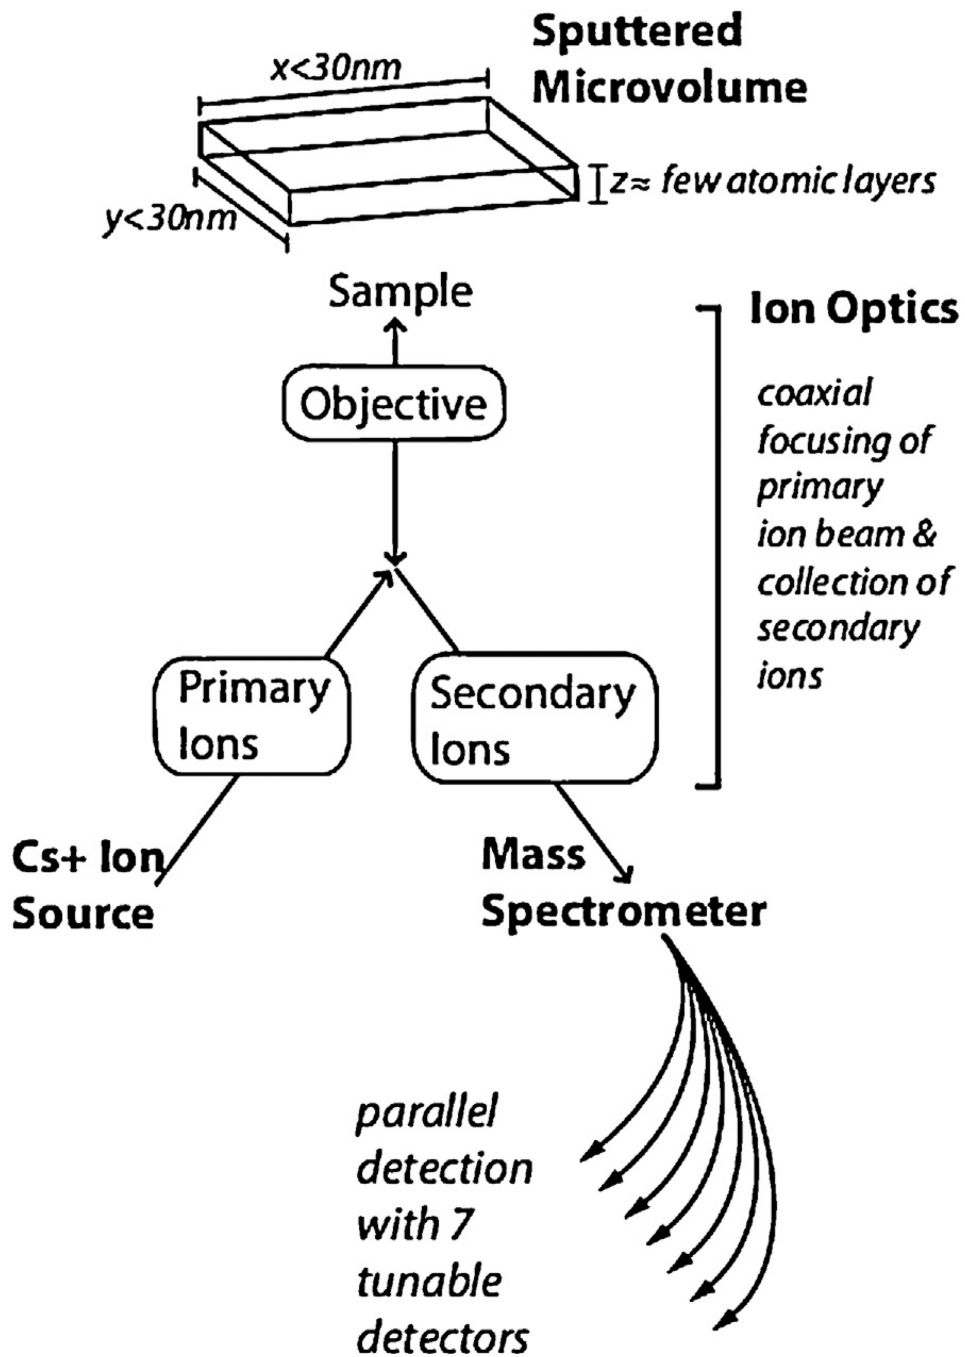 Sputtered
Microvolume
x<30nm
z≈ few atomic layers
y<30nm
Sample
Objective
Ion Optics
coaxial
focusing of
primary
ion beam &
collection of
secondary
ions
Primary
Ions
Secondary
Ions
Cs+ Ion
Source
Mass
Spectrometer
parallel
detection
with 7
tunable
detectors